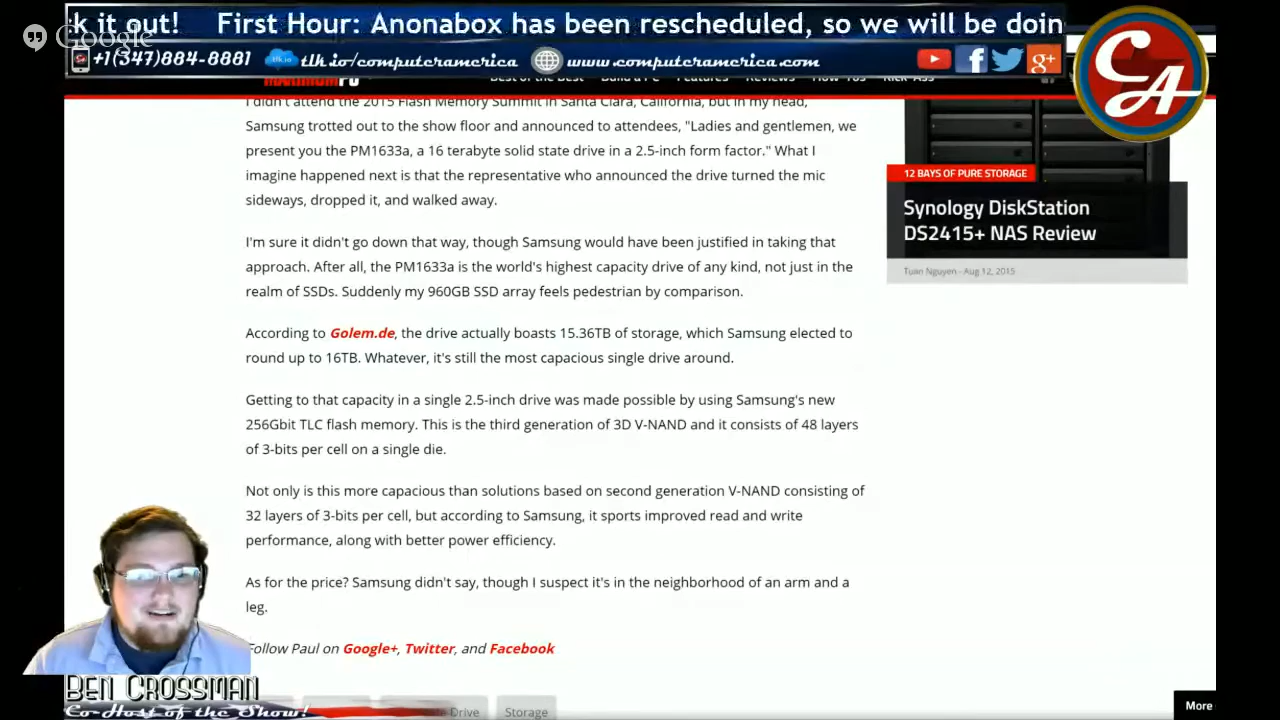 k it out! First Hour: Anonabox has been rescheduled, so we will be doin
Google
+1(347)884-8881 tlk.io/computeramerica www.computeramerica.com
CA
Best of the Best Build a PC Features Reviews How-Tos Kick-Ass
I didn't attend the 2015 Flash Memory Summit in Santa Clara, California, but in my head,
Samsung trotted out to the show floor and announced to attendees, "Ladies and gentlemen, we
present you the PM1633a, a 16 terabyte solid state drive in a 2.5-inch form factor." What I
imagine happened next is that the representative who announced the drive turned the mic
sideways, dropped it, and walked away.
I'm sure it didn't go down that way, though Samsung would have been justified in taking that
approach. After all, the PM1633a is the world's highest capacity drive of any kind, not just in the
realm of SSDs. Suddenly my 960GB SSD array feels pedestrian by comparison.
According to Golem.de, the drive actually boasts 15.36TB of storage, which Samsung elected to
round up to 16TB. Whatever, it's still the most capacious single drive around.
Getting to that capacity in a single 2.5-inch drive was made possible by using Samsung's new
256Gbit TLC flash memory. This is the third generation of 3D V-NAND and it consists of 48 layers
of 3-bits per cell on a single die.
Not only is this more capacious than solutions based on second generation V-NAND consisting of
32 layers of 3-bits per cell, but according to Samsung, it sports improved read and write
performance, along with better power efficiency.
As for the price? Samsung didn't say, though I suspect it's in the neighborhood of an arm and a
leg.
Follow Paul on Google+, Twitter, and Facebook
Drive Storage
12 BAYS OF PURE STORAGE
Synology DiskStation
DS2415+ NAS Review
Tuan Nguyen - Aug 12, 2015
More
BEN CROSSMAN
Co-Host of the Show!